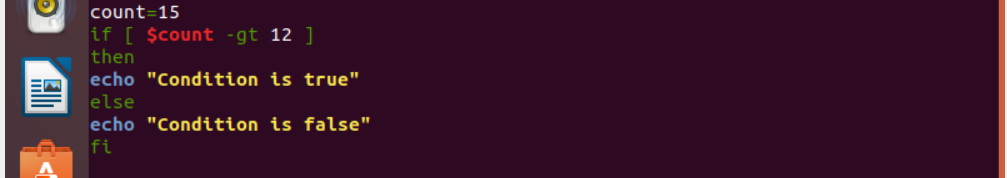 count=15
if [ $count -gt 12 ]
then
echo "Condition is true"
else
echo "Condition is false"
fi